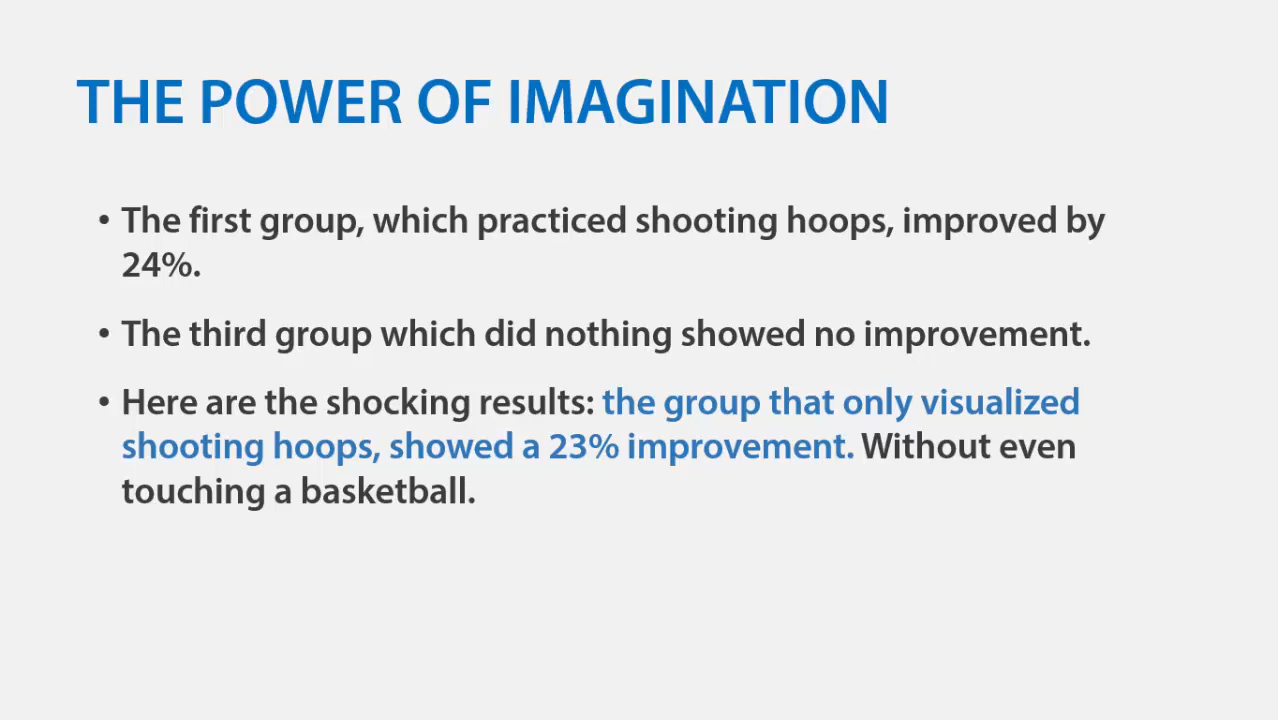 THE POWER OF IMAGINATION
• The first group, which practiced shooting hoops, improved by
24%.
• The third group which did nothing showed no improvement.
• Here are the shocking results: the group that only visualized
shooting hoops, showed a 23% improvement. Without even
touching a basketball.